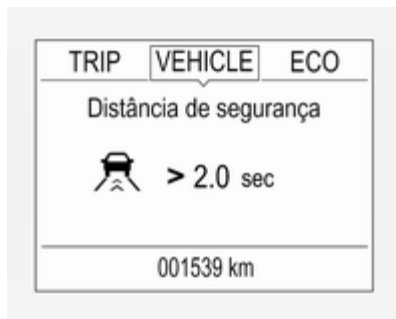 TRIP VEHICLE ECO
Distância de segurança
> 2.0 sec
001539 km